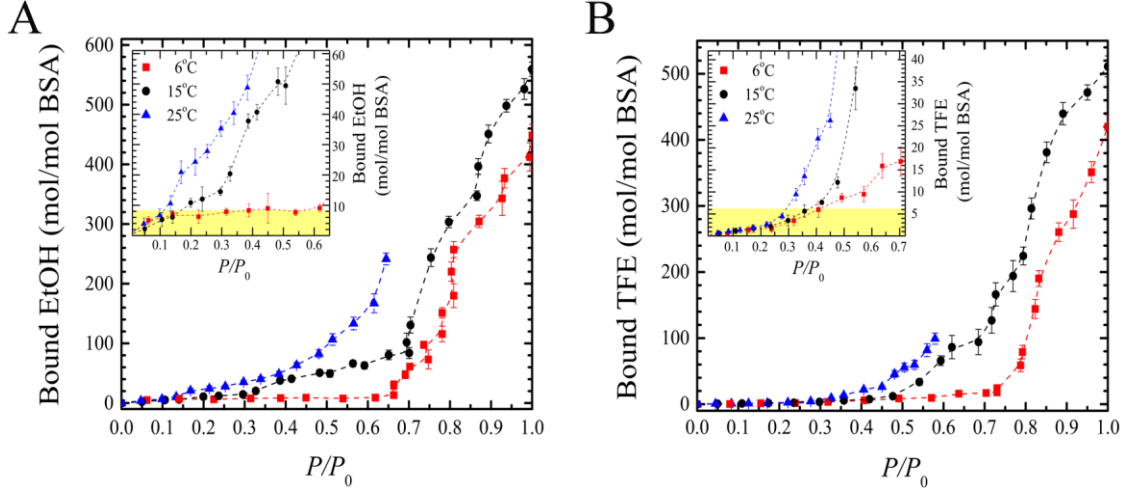 A
600
500
400
300
200
100
0
Bound EtOH (mol/mol BSA)
6°C
15°C
25°C
60
50
40
30
20
10
Bound EtOH
(mol/mol BSA)
0.1 0.2 0.3 0.4 0.5 0.6
P/P0
0.0 0.1 0.2 0.3 0.4 0.5 0.6 0.7 0.8 0.9 1.0
P/P0
B
500
400
300
200
100
0
Bound TFE (mol/mol BSA)
6°C
15°C
25°C
40
35
30
25
20
15
10
5
Bound TFE
(mol/mol BSA)
0.1 0.2 0.3 0.4 0.5 0.6 0.7
P/P0
0.0 0.1 0.2 0.3 0.4 0.5 0.6 0.7 0.8 0.9 1.0
P/P0